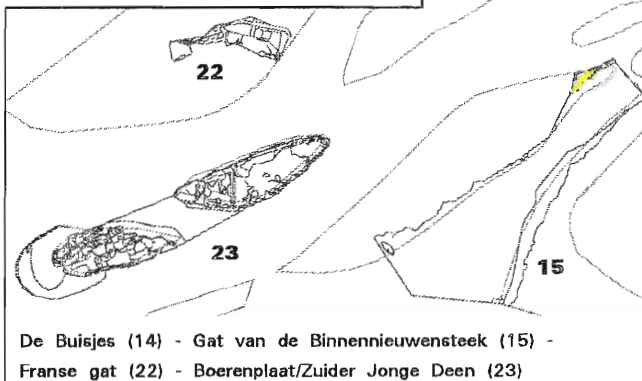 22
23
15
De Buisjes (14) - Gat van de Binnennieuwensteek (15) -
Franse gat (22) - Boerenplaat/Zuider Jonge Deen (23)